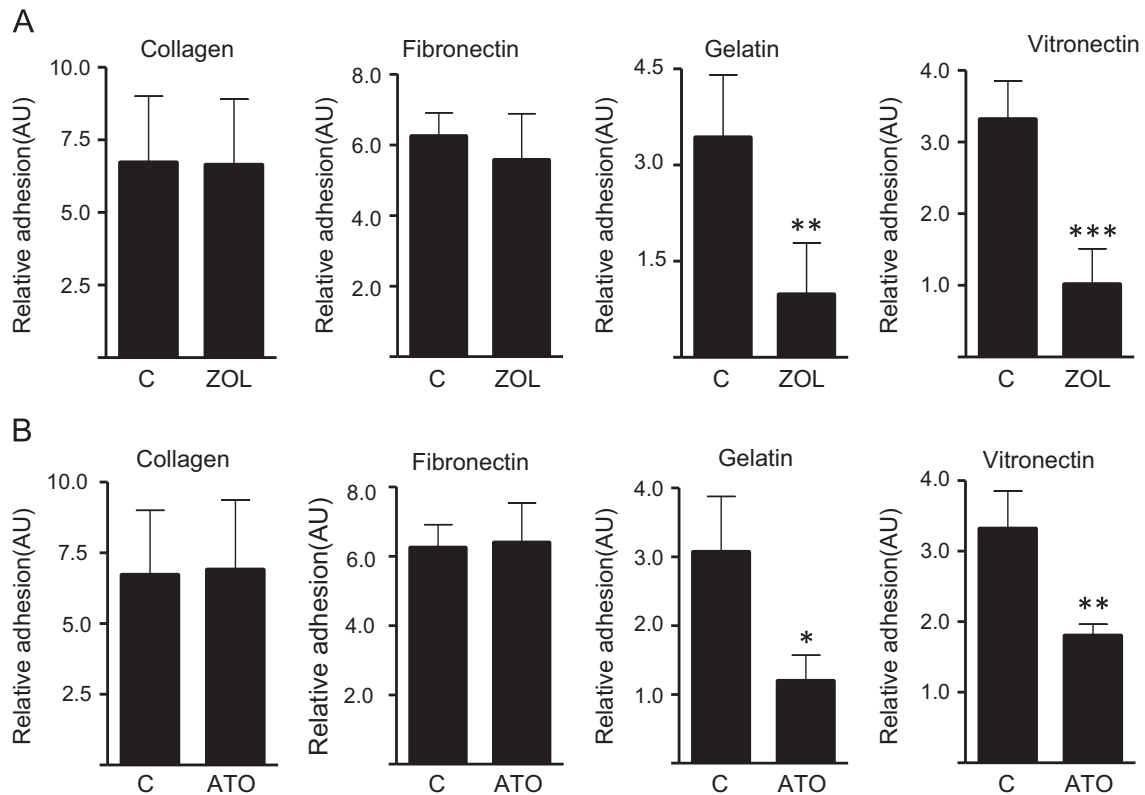 A
Collagen
Relative adhesion(AU)
10.0
7.5
5.0
2.5
C ZOL
Fibronectin
Relative adhesion(AU)
8.0
6.0
4.0
2.0
C ZOL
Gelatin
Relative adhesion(AU)
4.5
3.0
1.5
**
C ZOL
Vitronectin
Relative adhesion(AU)
4.0
3.0
2.0
1.0
***
C ZOL
B
Collagen
Relative adhesion(AU)
10.0
7.5
5.0
2.5
C ATO
Fibronectin
Relative adhesion(AU)
8.0
6.0
4.0
2.0
C ATO
Gelatin
Relative adhesion(AU)
4.0
3.0
2.0
1.0
*
C ATO
Vitronectin
Relative adhesion(AU)
4.0
3.0
2.0
1.0
**
C ATO